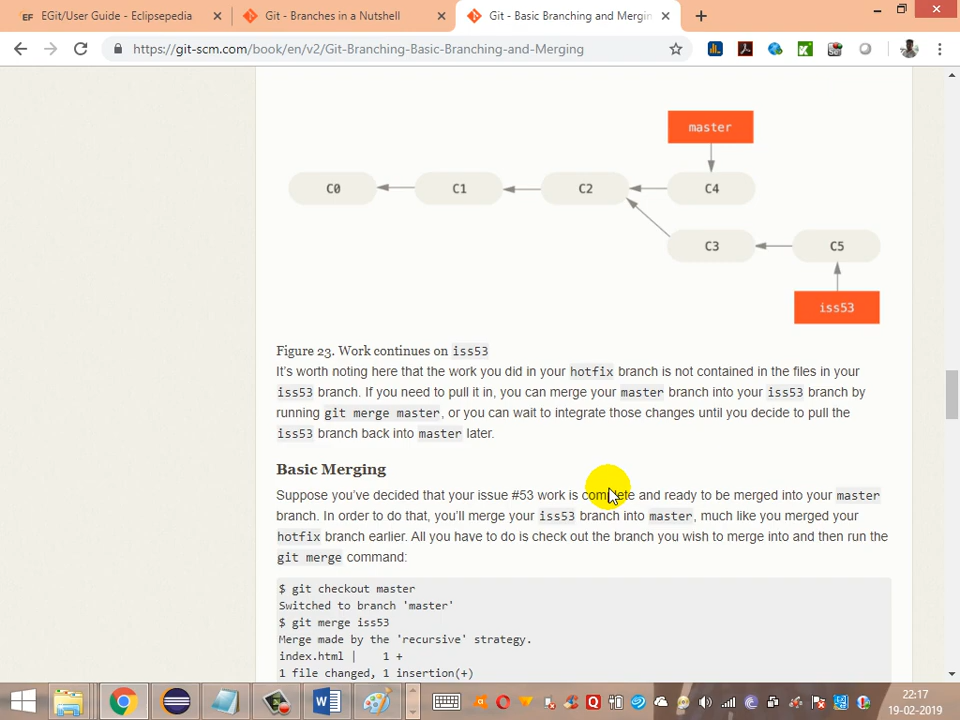 EGit/User Guide - Eclipsepedia
Git - Branches in a Nutshell
Git - Basic Branching and Mergin
https://git-scm.com/book/en/v2/Git-Branching-Basic-Branching-and-Merging
master
C0
C1
C2
C4
C3
C5
iss53
Figure 23. Work continues on iss53
It's worth noting here that the work you did in your hotfix branch is not contained in the files in your
iss53 branch. If you need to pull it in, you can merge your master branch into your iss53 branch by
running git merge master, or you can wait to integrate those changes until you decide to pull the
iss53 branch back into master later.
Basic Merging
Suppose you've decided that your issue #53 work is complete and ready to be merged into your master
branch. In order to do that, you'll merge your iss53 branch into master, much like you merged your
hotfix branch earlier. All you have to do is check out the branch you wish to merge into and then run the
git merge command:
$ git checkout master
Switched to branch 'master'
$ git merge iss53
Merge made by the 'recursive' strategy.
index.html | 1 +
1 file changed, 1 insertion(+)
22:17
19-02-2019